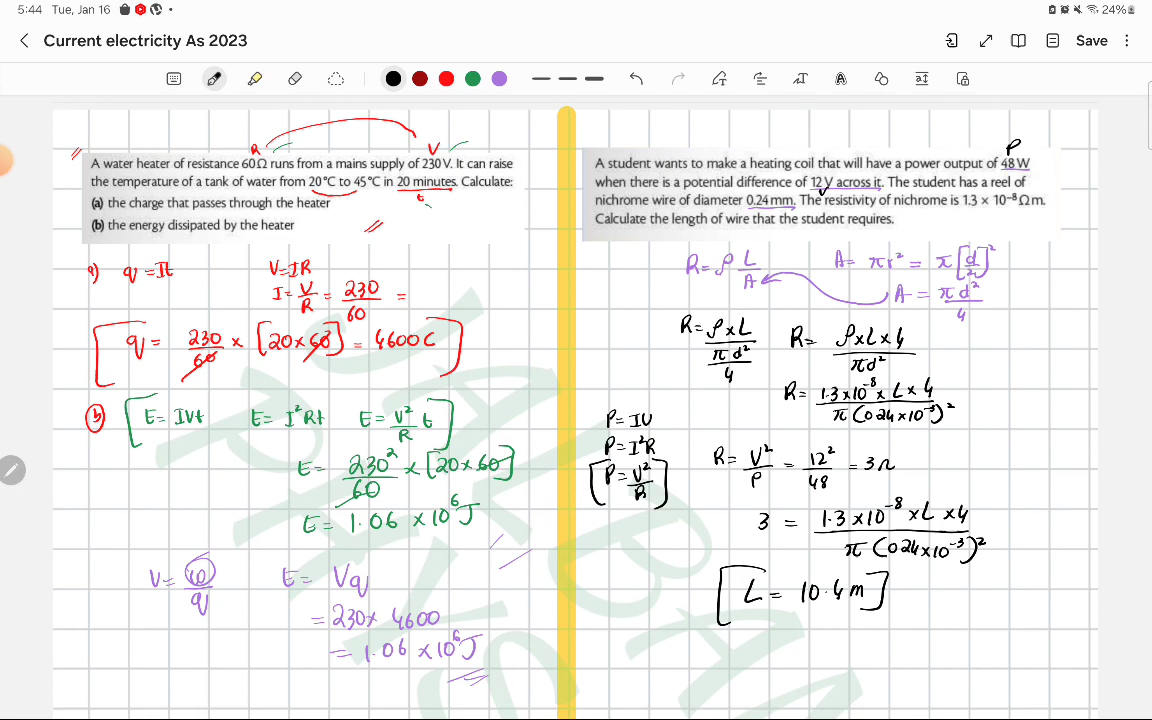 5:44 Tue, Jan 16
24%
Current electricity As 2023
Save
A water heater of resistance 60Ω runs from a mains supply of 230V. It can raise
the temperature of a tank of water from 20°C to 45°C in 20 minutes. Calculate:
(a) the charge that passes through the heater
(b) the energy dissipated by the heater
R
V
t
a) q = It
V=IR
I = V/R = 230/60 =
q = 230/60 × [20×60] = 4600C
b) E = IVt E = I²Rt E = V²/R t
E = 230²/60 × [20×60]
E = 1.06 × 10⁶ J
V = ω/q
E = Vq
= 230 × 4600
= 1.06 × 10⁶ J
A student wants to make a heating coil that will have a power output of 48W
when there is a potential difference of 12V across it. The student has a reel of
nichrome wire of diameter 0.24mm. The resistivity of nichrome is 1.3 × 10⁻⁸ Ωm.
Calculate the length of wire that the student requires.
P
V
R = ρ L/A
A = πr² = π[d/2]²
A = πd²/4
R = ρ×L / (πd²/4)
R = ρ×L×4 / πd²
R = 1.3×10⁻⁸ × L × 4 / π(0.24×10⁻³)²
P = IV
P = I²R
P = V²/R
R = V²/P = 12²/48 = 3Ω
3 = 1.3×10⁻⁸ × L × 4 / π(0.24×10⁻³)²
L = 10.4 m